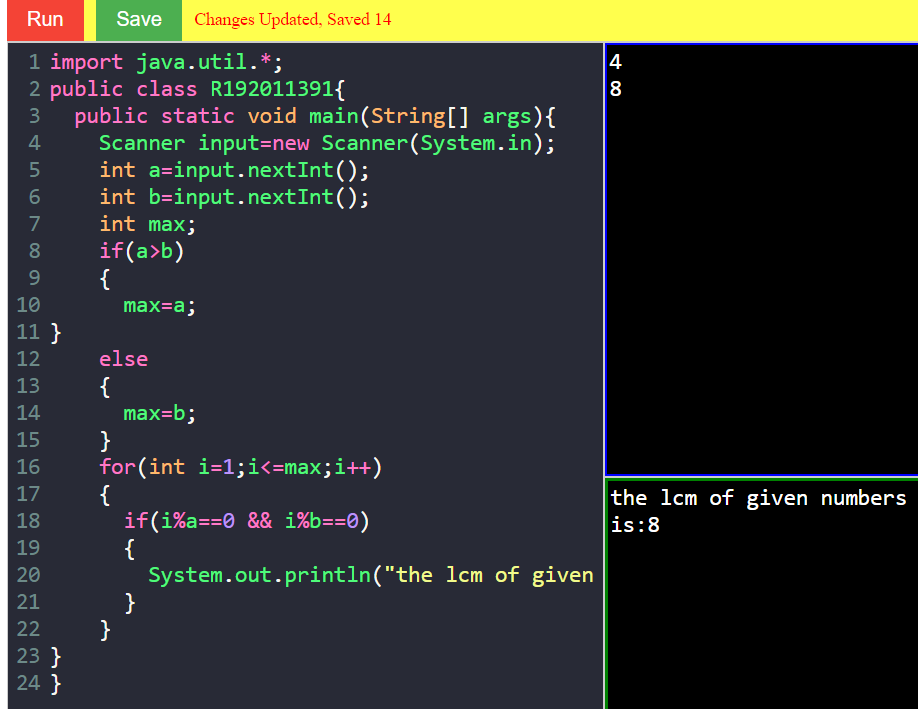 Run Save Changes Updated, Saved 14
1 import java.util.*;
2 public class R192011391{
3 public static void main(String[] args){
4 Scanner input=new Scanner(System.in);
5 int a=input.nextInt();
6 int b=input.nextInt();
7 int max;
8 if(a>b)
9 {
10 max=a;
11 }
12 else
13 {
14 max=b;
15 }
16 for(int i=1;i<=max;i++)
17 {
18 if(i%a==0 && i%b==0)
19 {
20 System.out.println("the lcm of given
21 }
22 }
23 }
24 }
4
8
the lcm of given numbers
is:8